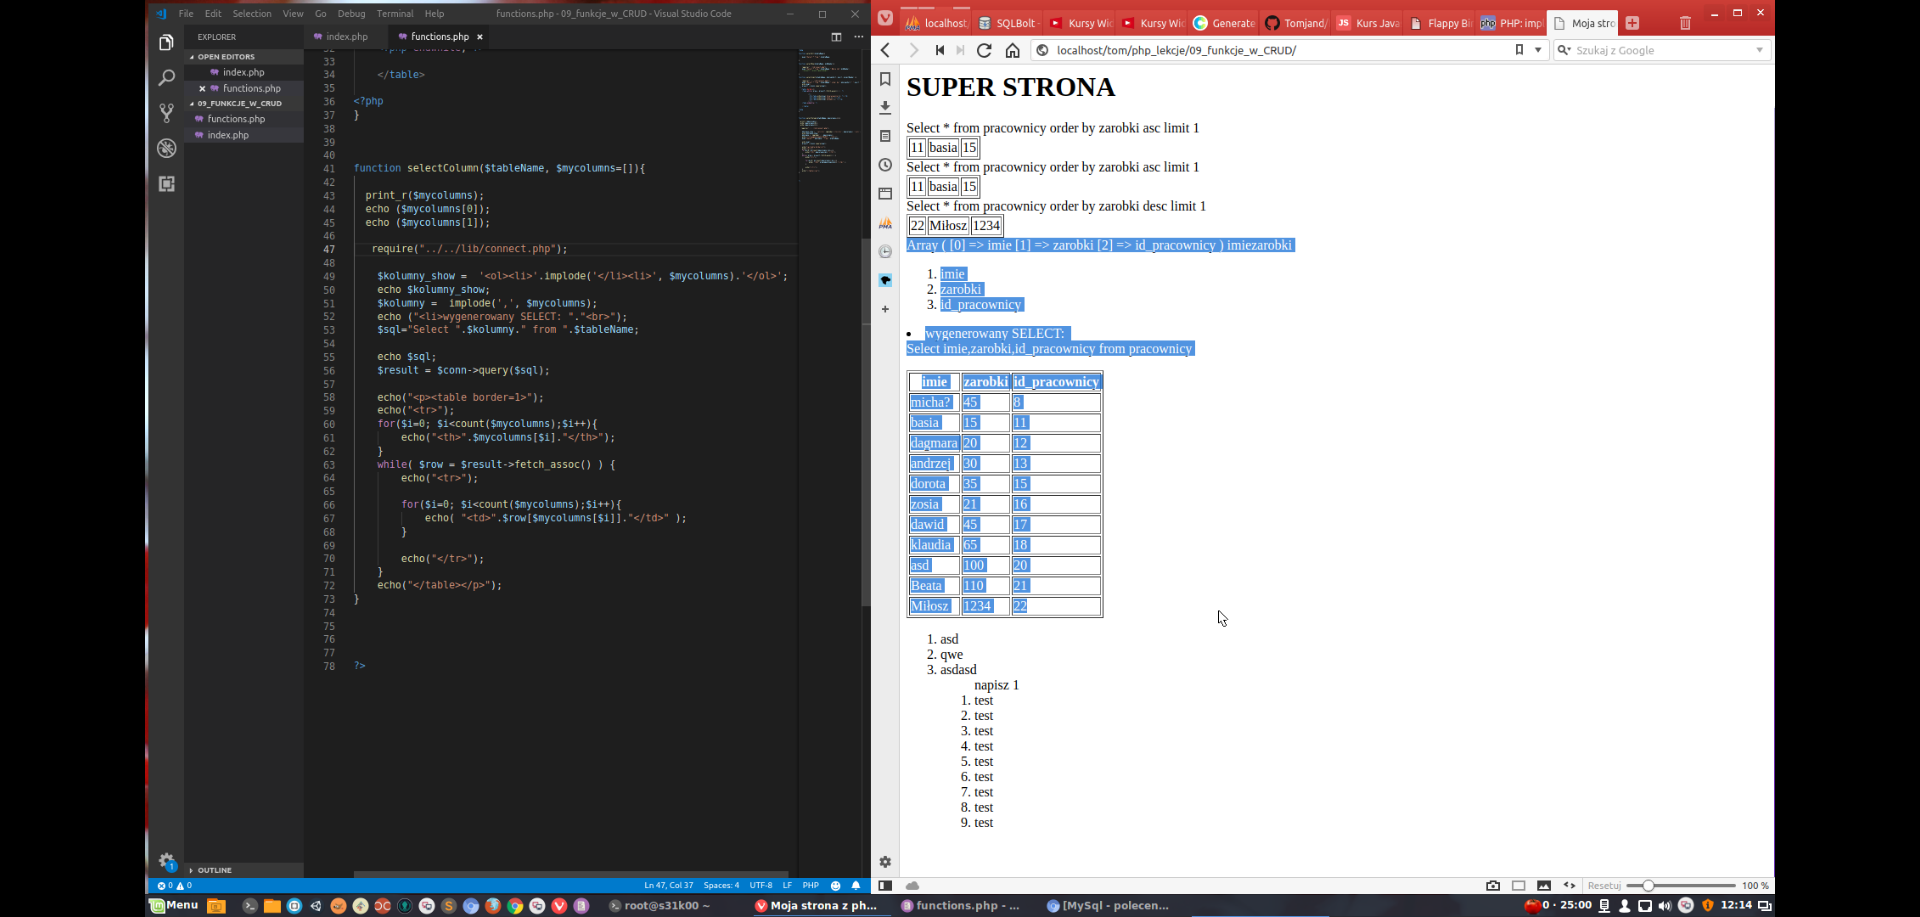 File Edit Selection View Go Debug Terminal Help
functions.php - 09_funkcje_w_CRUD - Visual Studio Code
EXPLORER
OPEN EDITORS
index.php
functions.php
09_FUNKCJE_W_CRUD
functions.php
index.php
OUTLINE
index.php
functions.php
33
34 </table>
35
36 <?php
37 }
38
39
40
41 function selectColumn($tableName, $mycolumns=[]){
42
43 print_r($mycolumns);
44 echo ($mycolumns[0]);
45 echo ($mycolumns[1]);
46
47 require("../../lib/connect.php");
48
49 $kolumny_show = '<ol><li>'.implode('</li><li>', $mycolumns).'</ol>';
50 echo $kolumny_show;
51 $kolumny = implode(',', $mycolumns);
52 echo ("<li>wygenerowany SELECT: "."<br>");
53 $sql="Select ".$kolumny." from ".$tableName;
54
55 echo $sql;
56 $result = $conn->query($sql);
57
58 echo("<p><table border=1>");
59 echo("<tr>");
60 for($i=0; $i<count($mycolumns);$i++){
61 echo("<th>".$mycolumns[$i]."</th>");
62 }
63 while( $row = $result->fetch_assoc() ) {
64 echo("<tr>");
65
66 for($i=0; $i<count($mycolumns);$i++){
67 echo( "<td>".$row[$mycolumns[$i]]."</td>" );
68 }
69
70 echo("</tr>");
71 }
72 echo("</table></p>");
73 }
74
75
76
77
78 ?>
0 0
Ln 47, Col 37 Spaces: 4 UTF-8 LF PHP
localhost SQLBolt - Kursy Wi Kursy Wi Generate Tomjand/ Kurs Java Flappy B PHP: imp Moja stro
localhost/tom/php_lekcje/09_funkcje_w_CRUD/
Szukaj z Google
SUPER STRONA
Select * from pracownicy order by zarobki asc limit 1
11 basia 15
Select * from pracownicy order by zarobki asc limit 1
11 basia 15
Select * from pracownicy order by zarobki desc limit 1
22 Miłosz 1234
Array ( [0] => imie [1] => zarobki [2] => id_pracownicy ) imiezarobki
1. imie
2. zarobki
3. id_pracownicy
• wygenerowany SELECT:
Select imie,zarobki,id_pracownicy from pracownicy
imie zarobki id_pracownicy
micha? 45 8
basia 15 11
dagmara 20 12
andrzej 30 13
dorota 35 15
zosia 21 16
dawid 45 17
klaudia 65 18
asd 100 20
Beata 110 21
Miłosz 1234 22
1. asd
2. qwe
3. asdasd
napisz 1
1. test
2. test
3. test
4. test
5. test
6. test
7. test
8. test
9. test
Resetuj 100 %
Menu
root@s31k00 ~
Moja strona z ph...
functions.php - ...
[MySql - polecen...
0 · 25:00
12:14